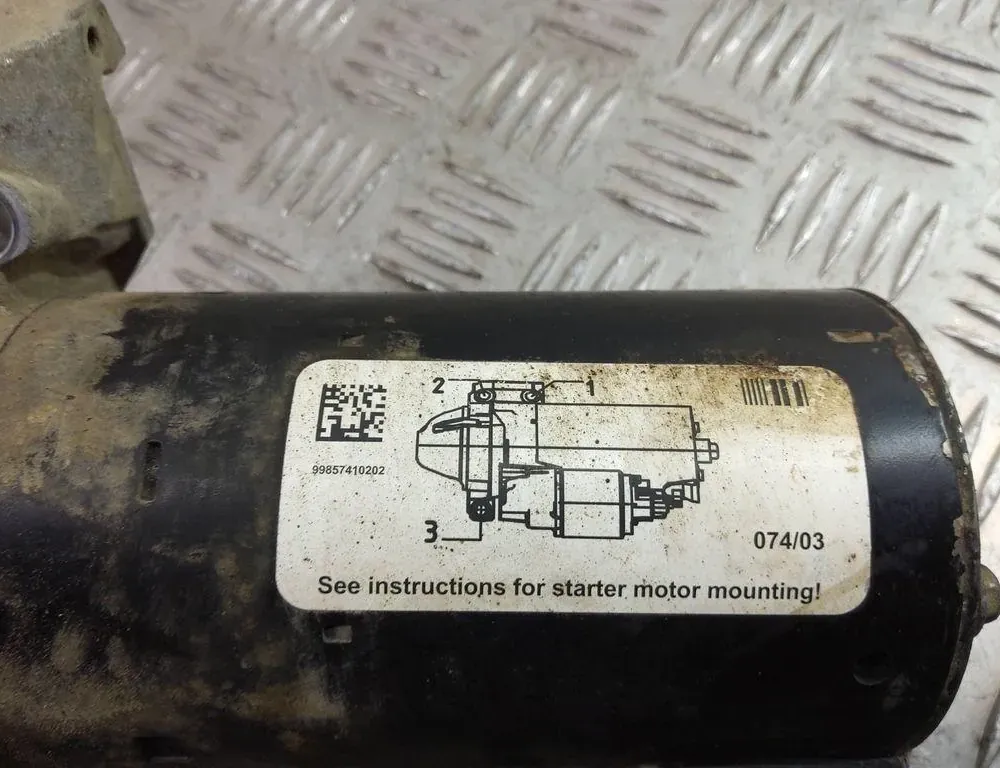 2 1
99857410202
3
074/03
See instructions for starter motor mounting!